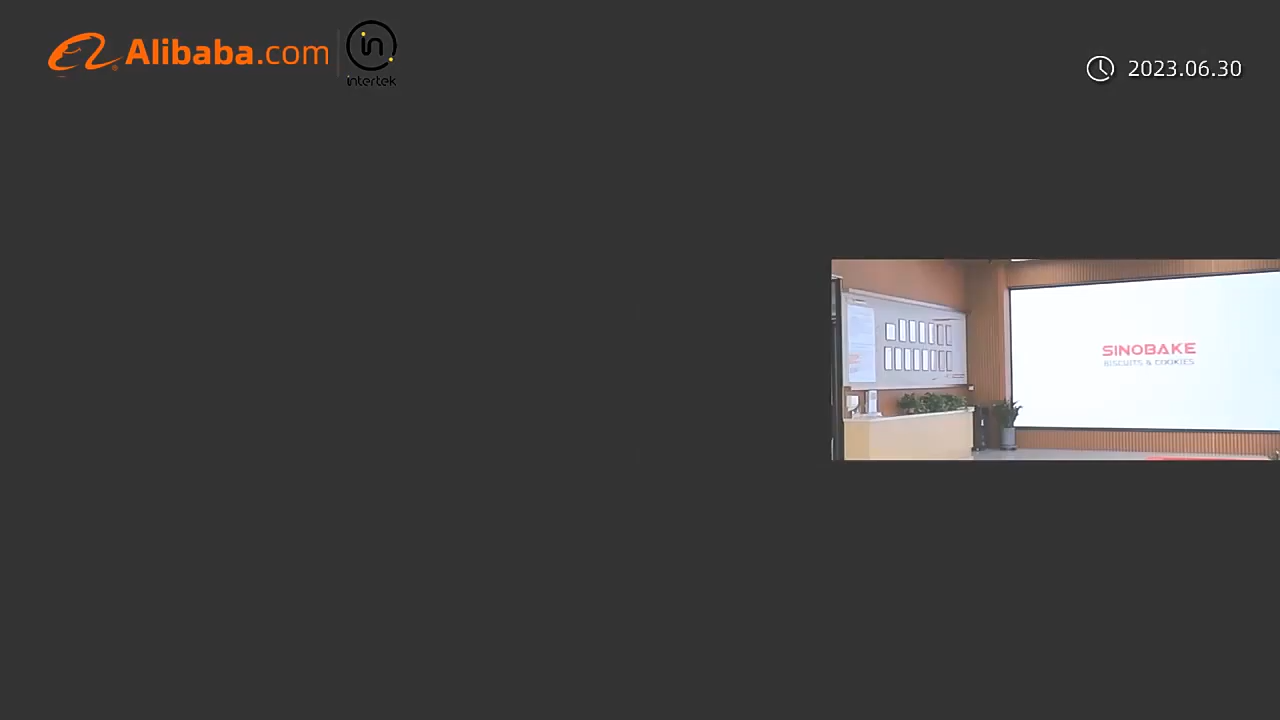 Alibaba.com
intertek
2023.06.30
SINOBAKE
BISCUITS & COOKIES